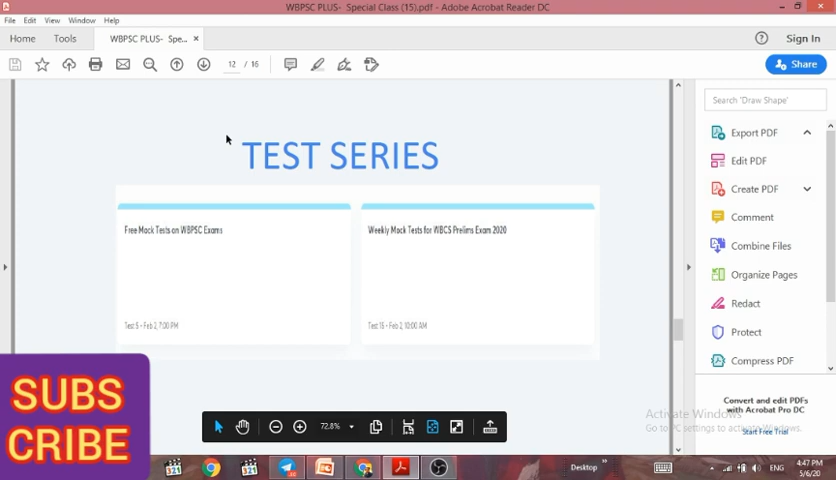 WBPSC PLUS- Special Class (15).pdf - Adobe Acrobat Reader DC
File Edit View Window Help
Home Tools WBPSC PLUS- Spe... × Sign In
12 / 16 Share
TEST SERIES
Free Mock Tests on WBPSC Exams
Test 5 • Feb 2, 7:00 PM
Weekly Mock Tests for WBCS Prelims Exam 2020
Test 15 • Feb 2, 10:00 AM
Search 'Draw Shape'
Export PDF
Edit PDF
Create PDF
Comment
Combine Files
Organize Pages
Redact
Protect
Compress PDF
Convert and edit PDFs
with Acrobat Pro DC
Start Free Trial
Activate Windows
Go to PC settings to activate Windows.
72.8%
SUBS
CRIBE
321 321
Desktop »
ENG
4:47 PM
5/6/20